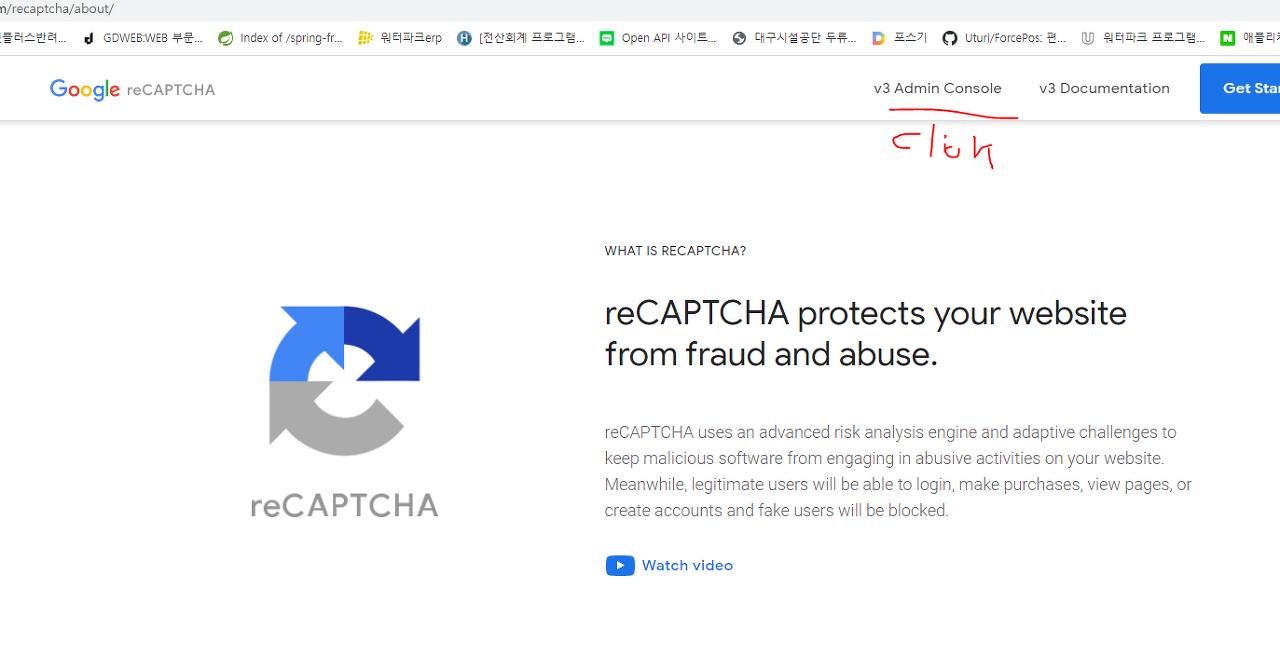 m/recaptcha/about/
플러스반려... GDWEB:WEB 부문... Index of /spring-fr... 워터파크erp [전산회계 프로그램... Open API 사이트... 대구시설공단 두류... 포스기 Uturi/ForcePos: 편... 워터파크 프로그램... 애플리케
Google reCAPTCHA v3 Admin Console v3 Documentation Get Star
click
WHAT IS RECAPTCHA?
reCAPTCHA protects your website
from fraud and abuse.
reCAPTCHA uses an advanced risk analysis engine and adaptive challenges to
keep malicious software from engaging in abusive activities on your website.
Meanwhile, legitimate users will be able to login, make purchases, view pages, or
create accounts and fake users will be blocked.
reCAPTCHA
Watch video